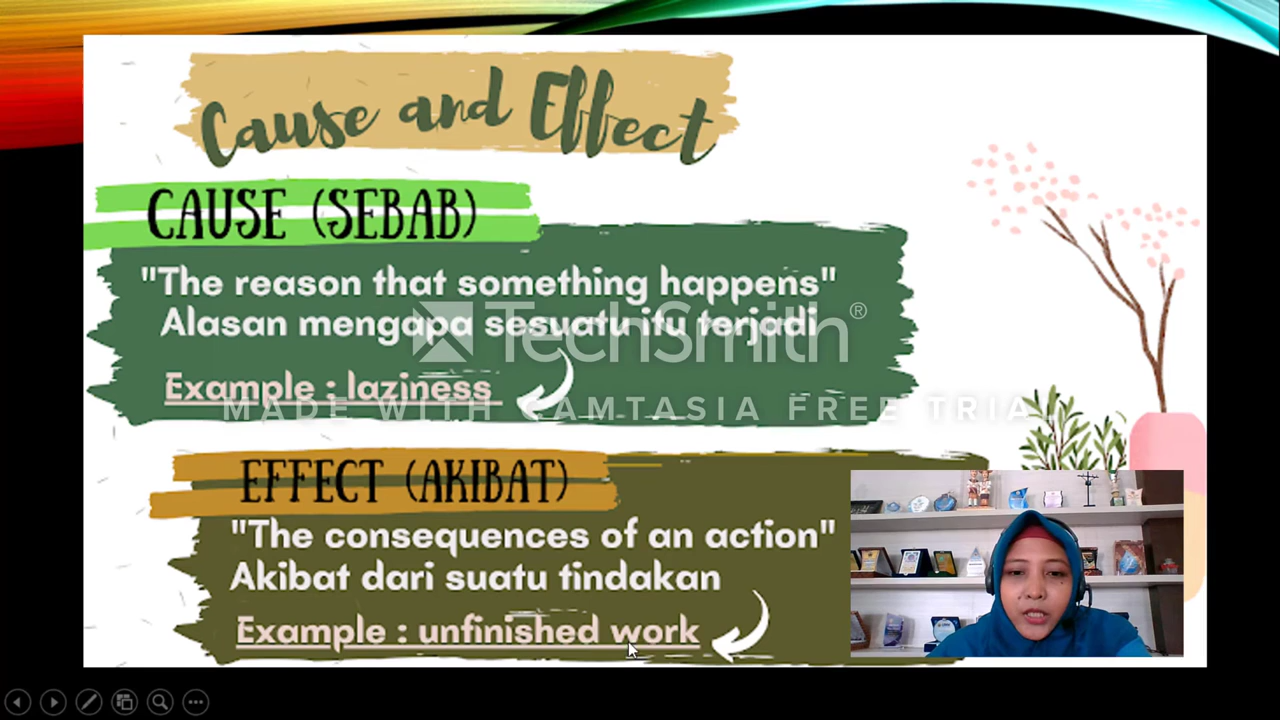 Cause and Effect
CAUSE (SEBAB)
"The reason that something happens"
Alasan mengapa sesuatu itu terjadi
TechSmith®
Example : laziness
MADE WITH CAMTASIA FREE TRIAL
EFFECT (AKIBAT)
"The consequences of an action"
Akibat dari suatu tindakan
Example : unfinished work